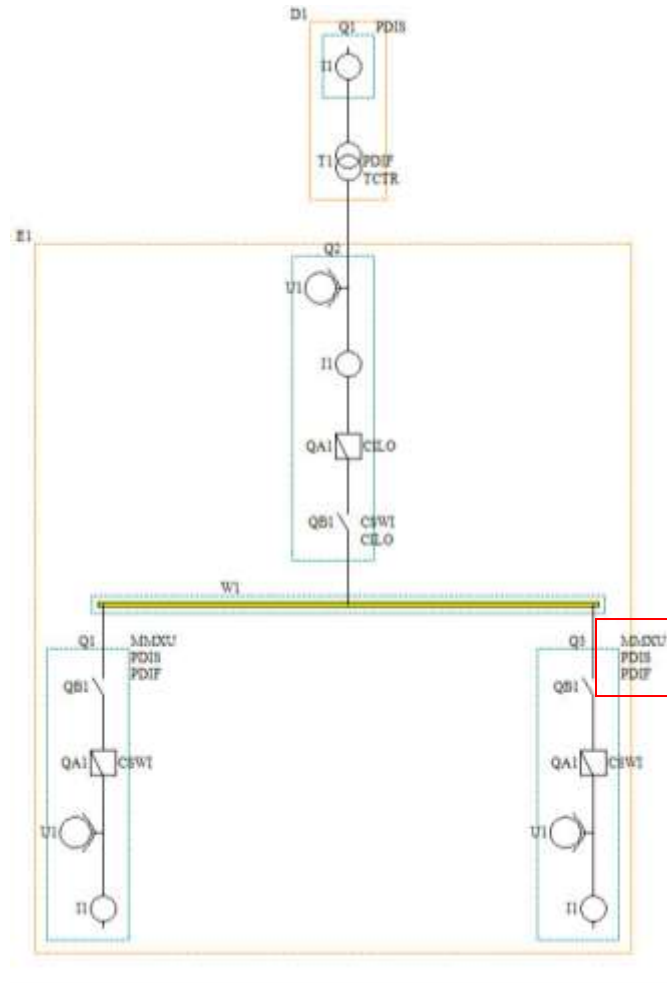 D1
Q1 PDIS
I1
T1 PDIF
TCTR
E1
Q2
U1
I1
QA1 CILO
QB1 CSWI
CILO
W1
Q1 MMXU
PDIS
PDIF
QB1
QA1 CSWI
U1
I1
Q3 MMXU
PDIS
PDIF
QB1
QA1 CSWI
U1
I1